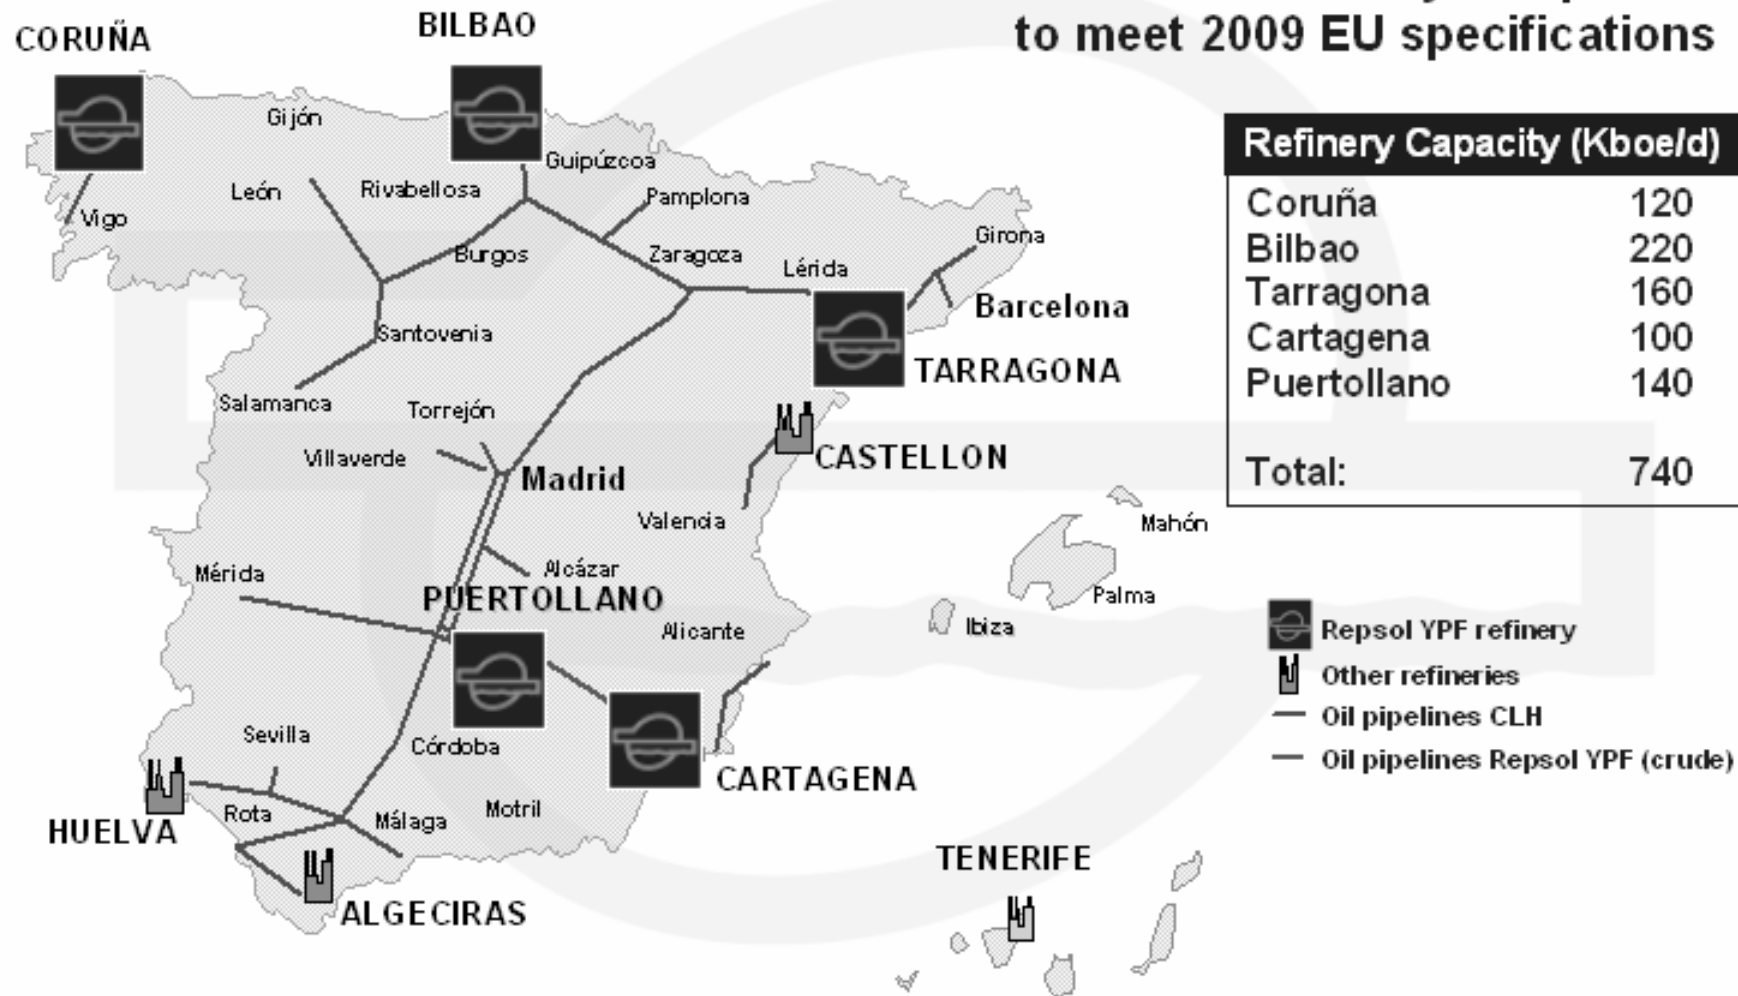 to meet 2009 EU specifications
CORUÑA
BILBAO
Gijón
Guipúzcoa
León
Rivabellosa
Pamplona
Vigo
Burgos
Zaragoza
Lérida
Girona
Barcelona
Santovenia
TARRAGONA
Salamanca
Torrejón
Villaverde
Madrid
CASTELLON
Valencia
Mahón
Mérida
Alcázar
PUERTOLLANO
Palma
Alicante
Ibiza
Sevilla
Córdoba
CARTAGENA
Rota
Málaga
Motril
HUELVA
TENERIFE
ALGECIRAS
Refinery Capacity (Kboe/d)
Coruña 120
Bilbao 220
Tarragona 160
Cartagena 100
Puertollano 140
Total: 740
Repsol YPF refinery
Other refineries
Oil pipelines CLH
Oil pipelines Repsol YPF (crude)